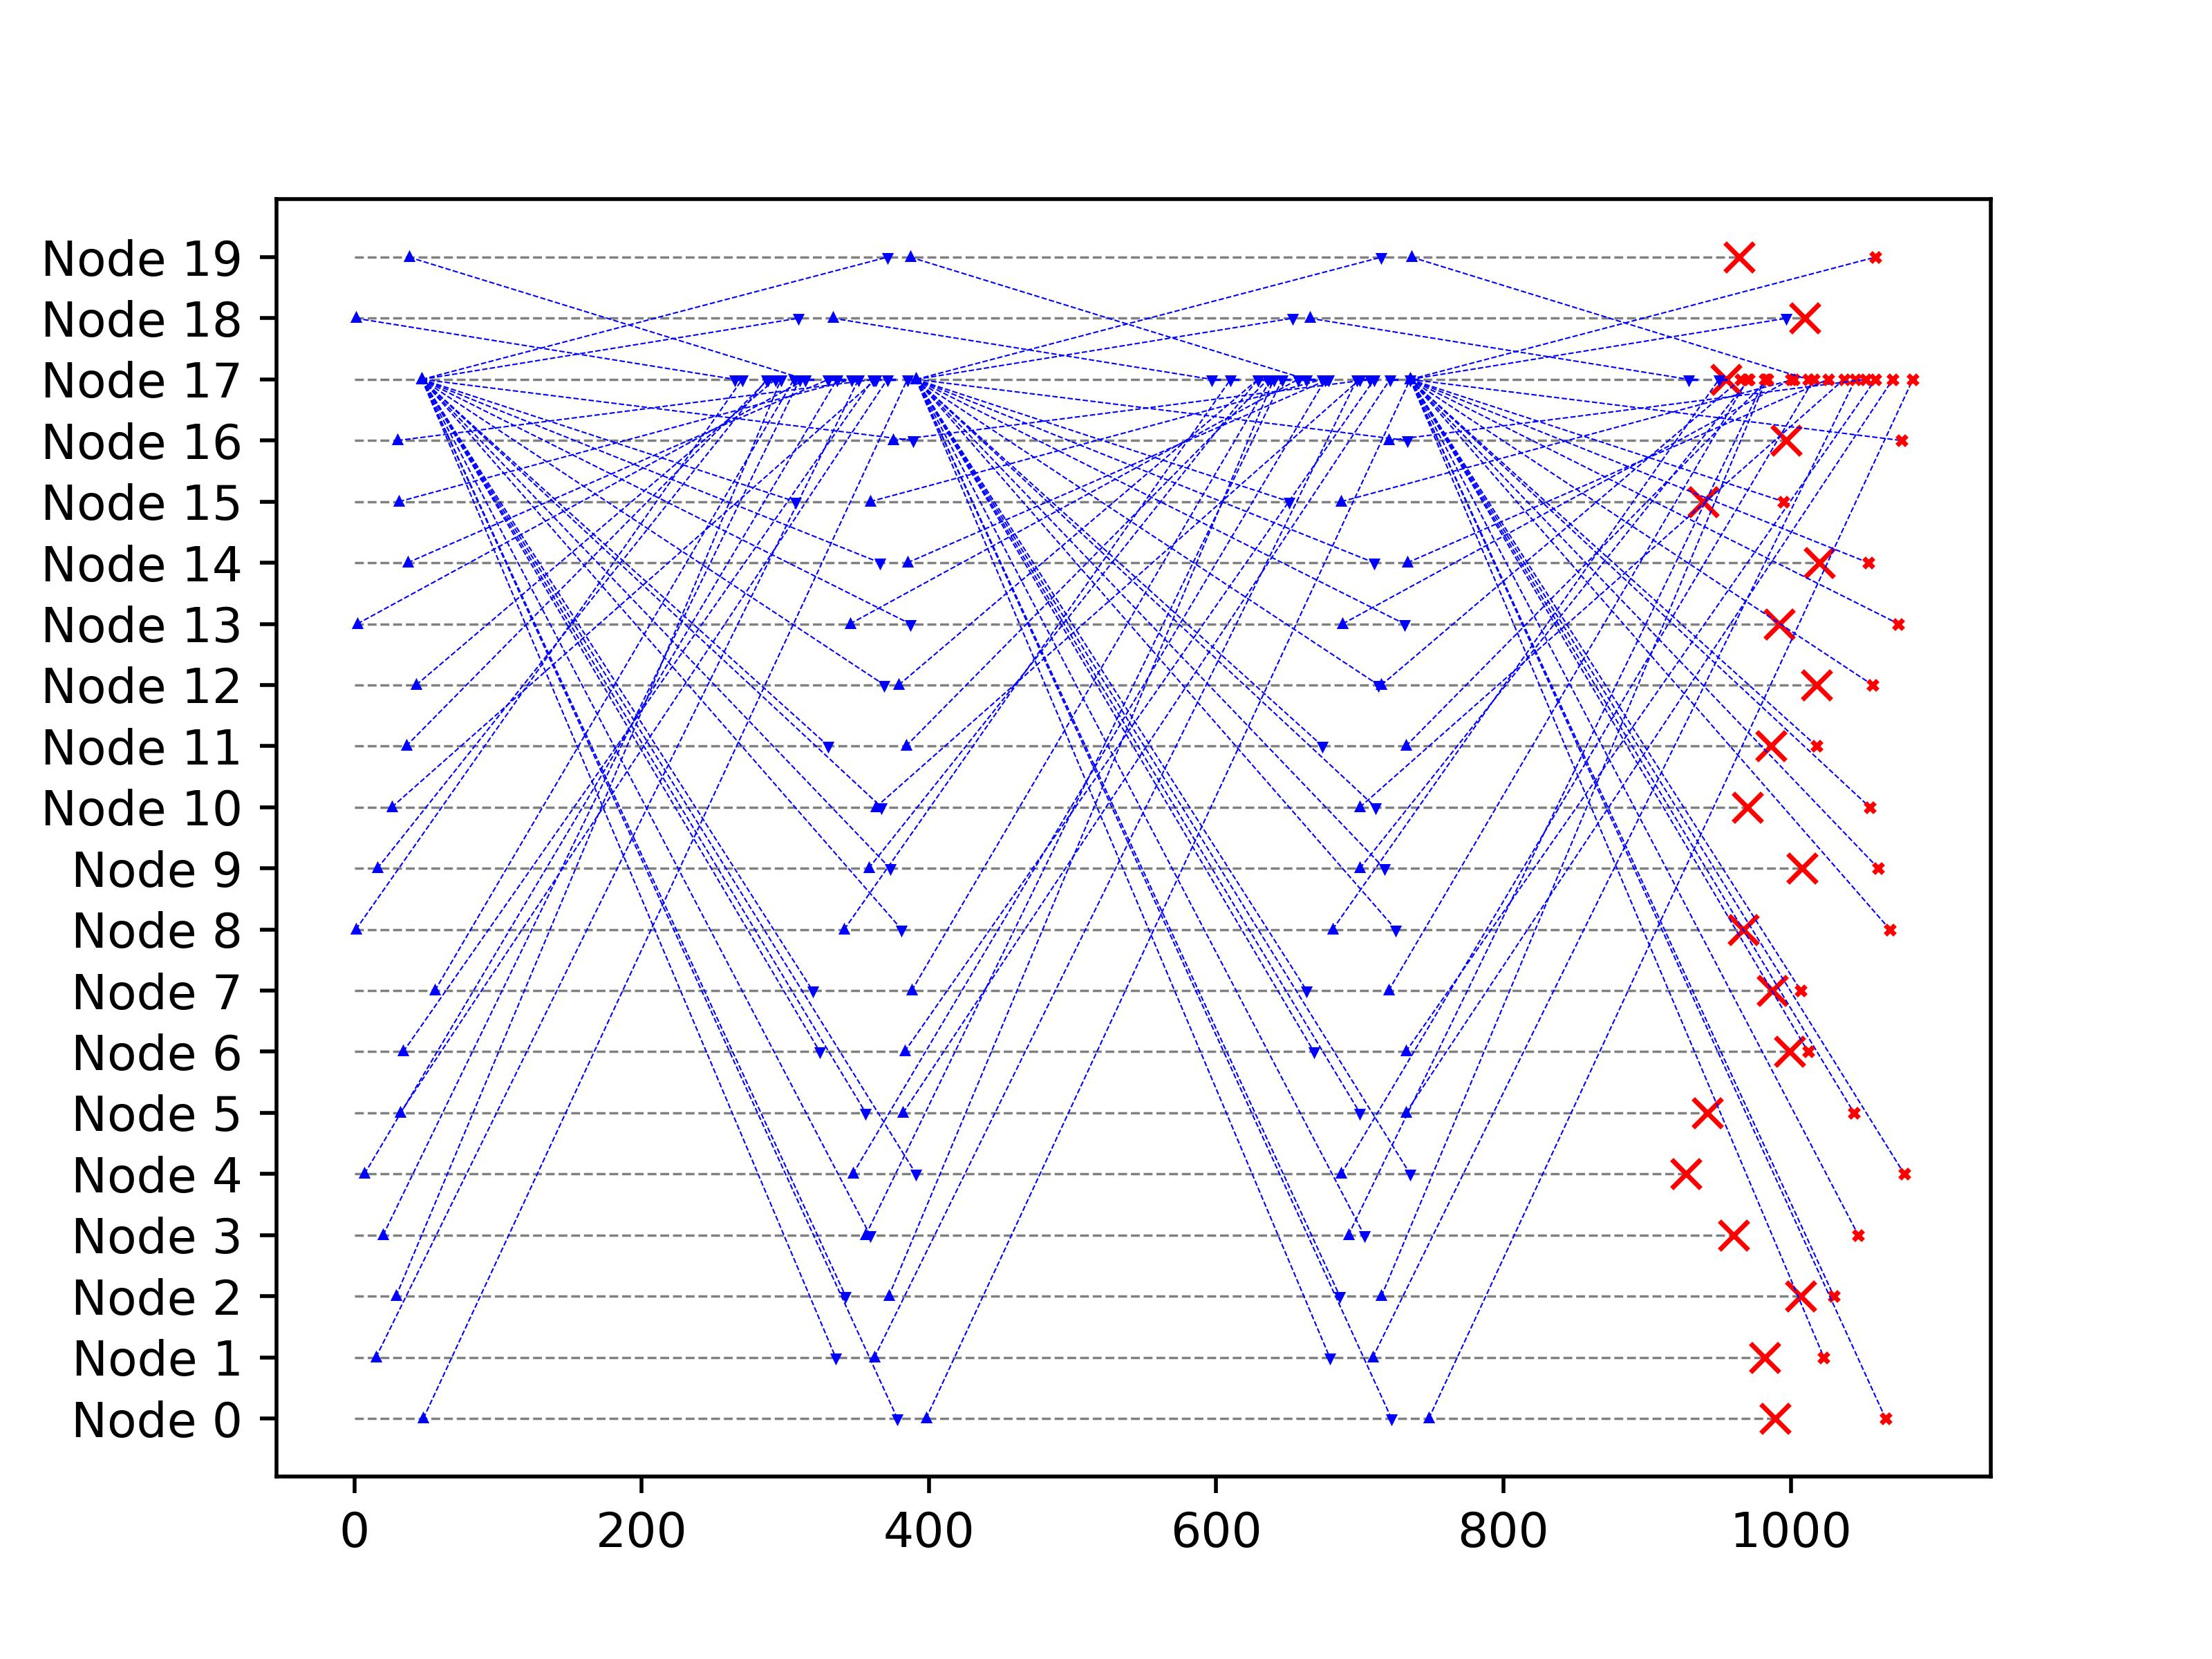 Node 19
Node 18
Node 17
Node 16
Node 15
Node 14
Node 13
Node 12
Node 11
Node 10
Node 9
Node 8
Node 7
Node 6
Node 5
Node 4
Node 3
Node 2
Node 1
Node 0
0 200 400 600 800 1000